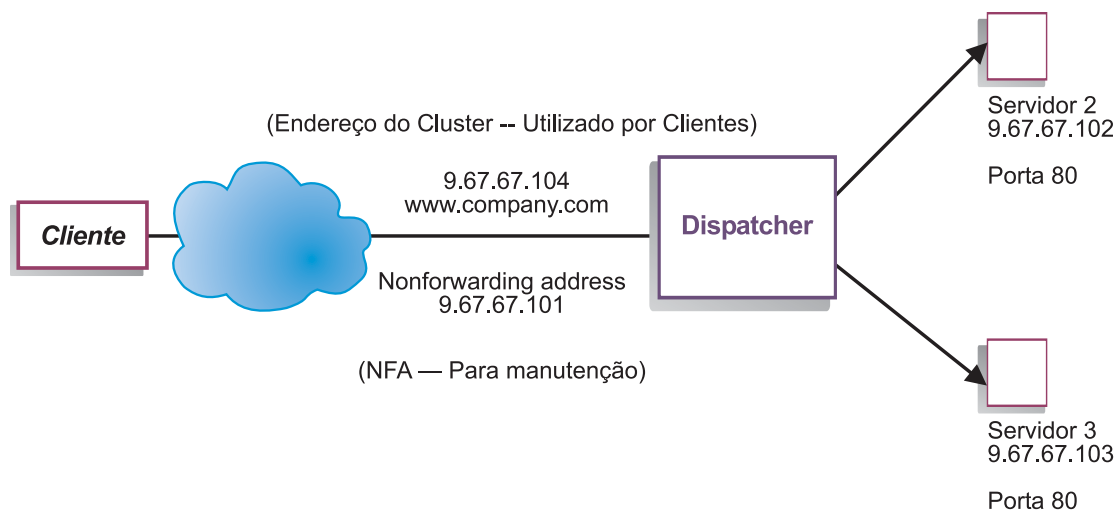 (Endereço do Cluster -- Utilizado por Clientes)
9.67.67.104
www.company.com
Cliente
Nonforwarding address
9.67.67.101
(NFA — Para manutenção)
Dispatcher
Servidor 2
9.67.67.102
Porta 80
Servidor 3
9.67.67.103
Porta 80